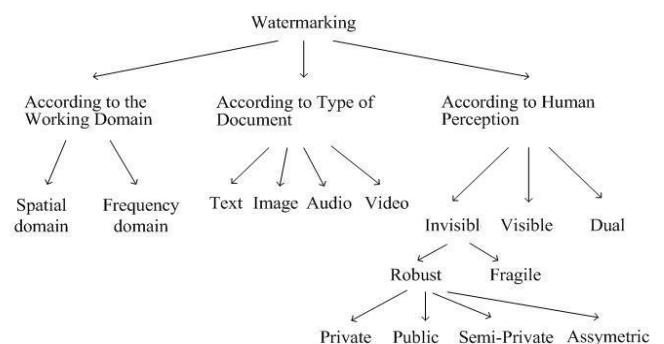 Watermarking
According to the
Working Domain
According to Type of
Document
According to Human
Perception
Spatial
domain
Frequency
domain
Text Image Audio Video
Invisibl Visible Dual
Robust Fragile
Private Public Semi-Private Assymetric